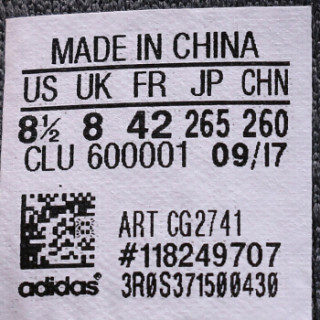 MADE IN CHINA
US UK FR JP CHN
8½ 8 42 265 260
CLU 600001 09/17
ART CG2741
#118249707
adidas® 3R0S371500430